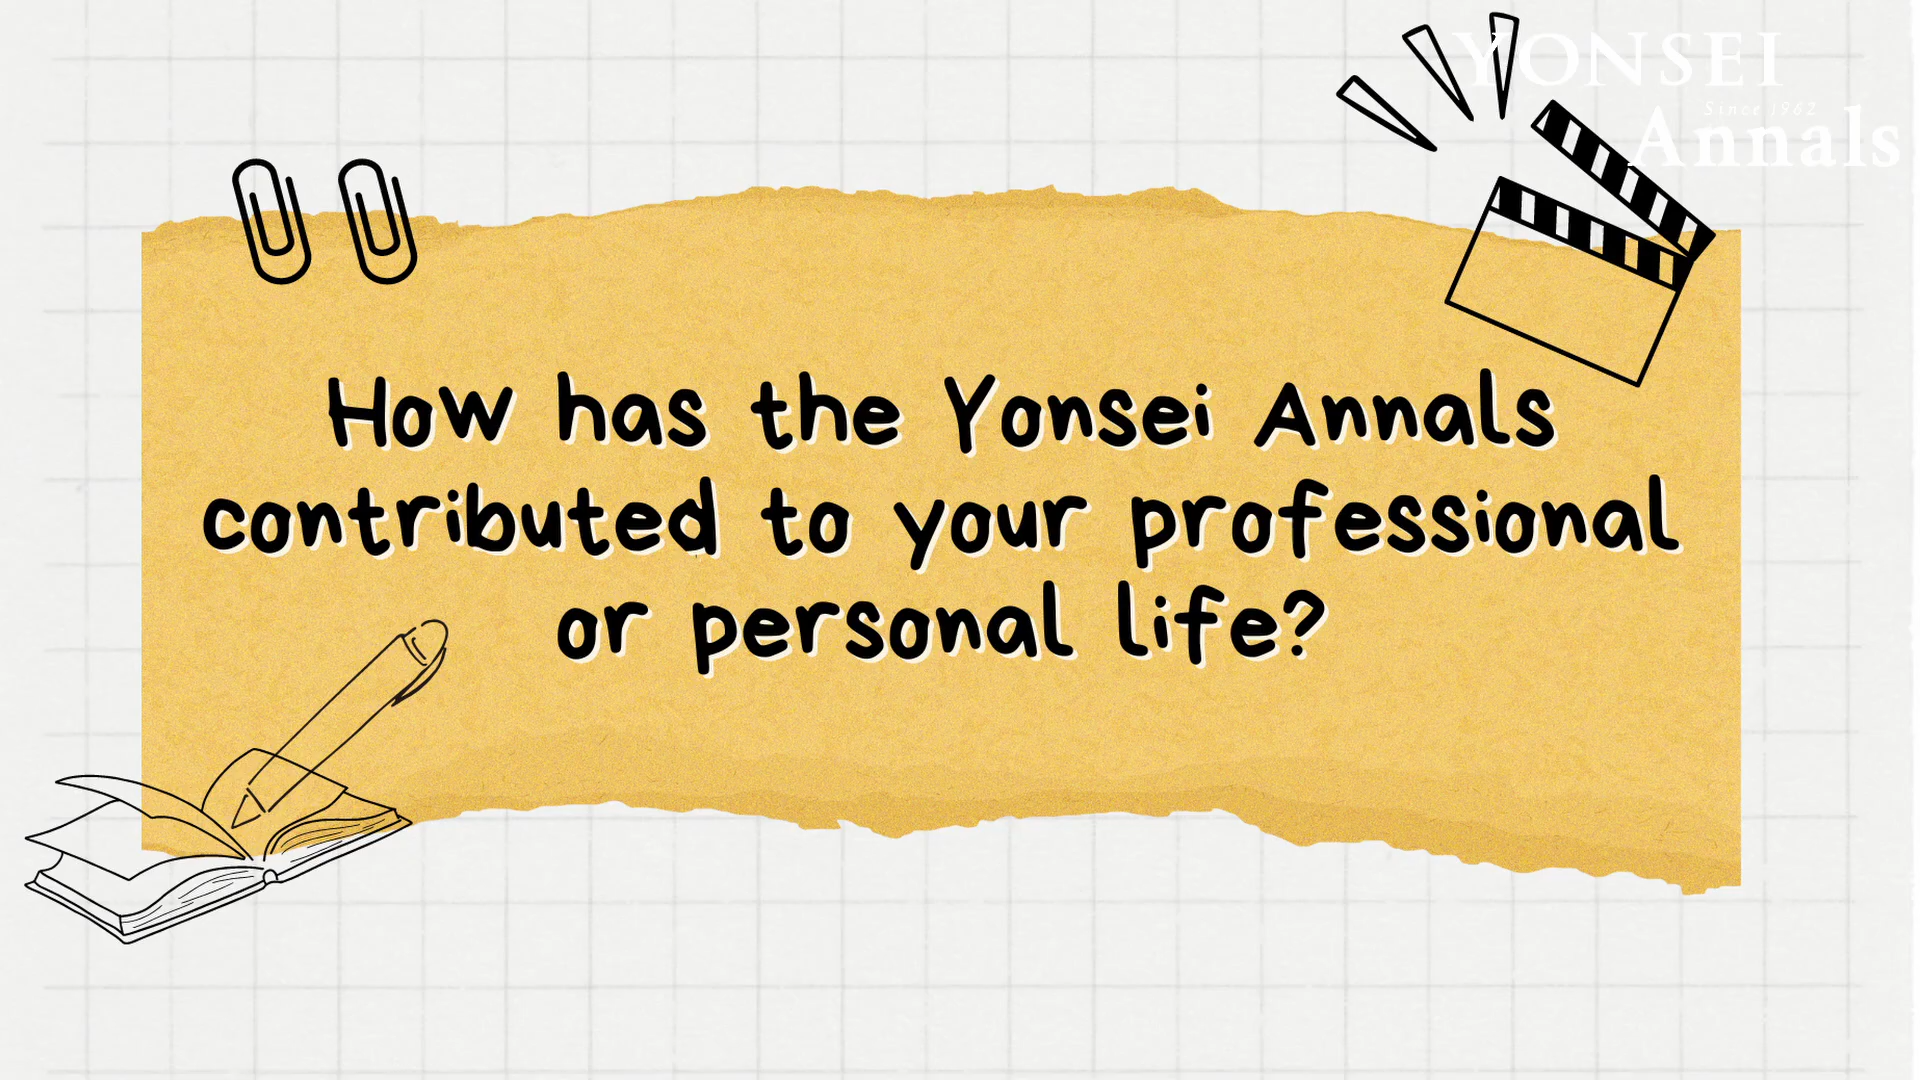 YONSEI
Since 1962
Annals
How has the Yonsei Annals
contributed to your professional
or personal life?